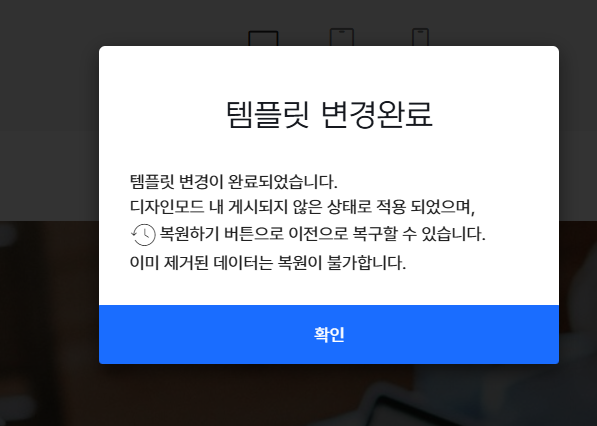 템플릿 변경완료
템플릿 변경이 완료되었습니다.
디자인모드 내 게시되지 않은 상태로 적용 되었으며,
복원하기 버튼으로 이전으로 복구할 수 있습니다.
이미 제거된 데이터는 복원이 불가합니다.
확인